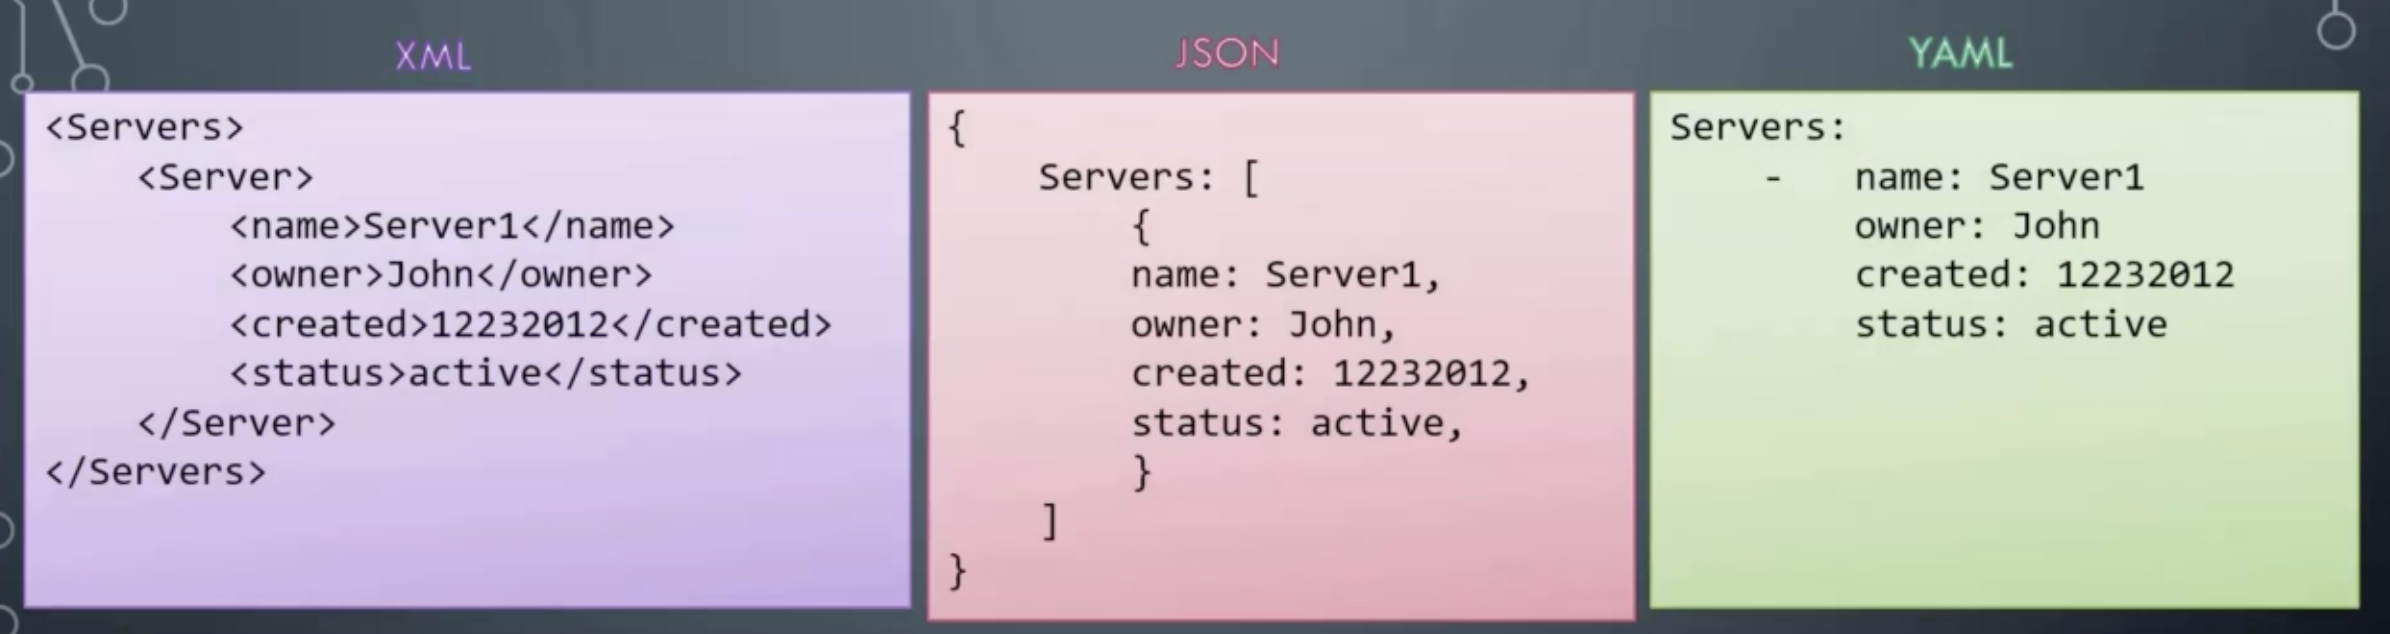 XML
<Servers>
    <Server>
        <name>Server1</name>
        <owner>John</owner>
        <created>12232012</created>
        <status>active</status>
    </Server>
</Servers>
JSON
{
    Servers: [
        {
        name: Server1,
        owner: John,
        created: 12232012,
        status: active,
        }
    ]
}
YAML
Servers:
    -   name: Server1
        owner: John
        created: 12232012
        status: active